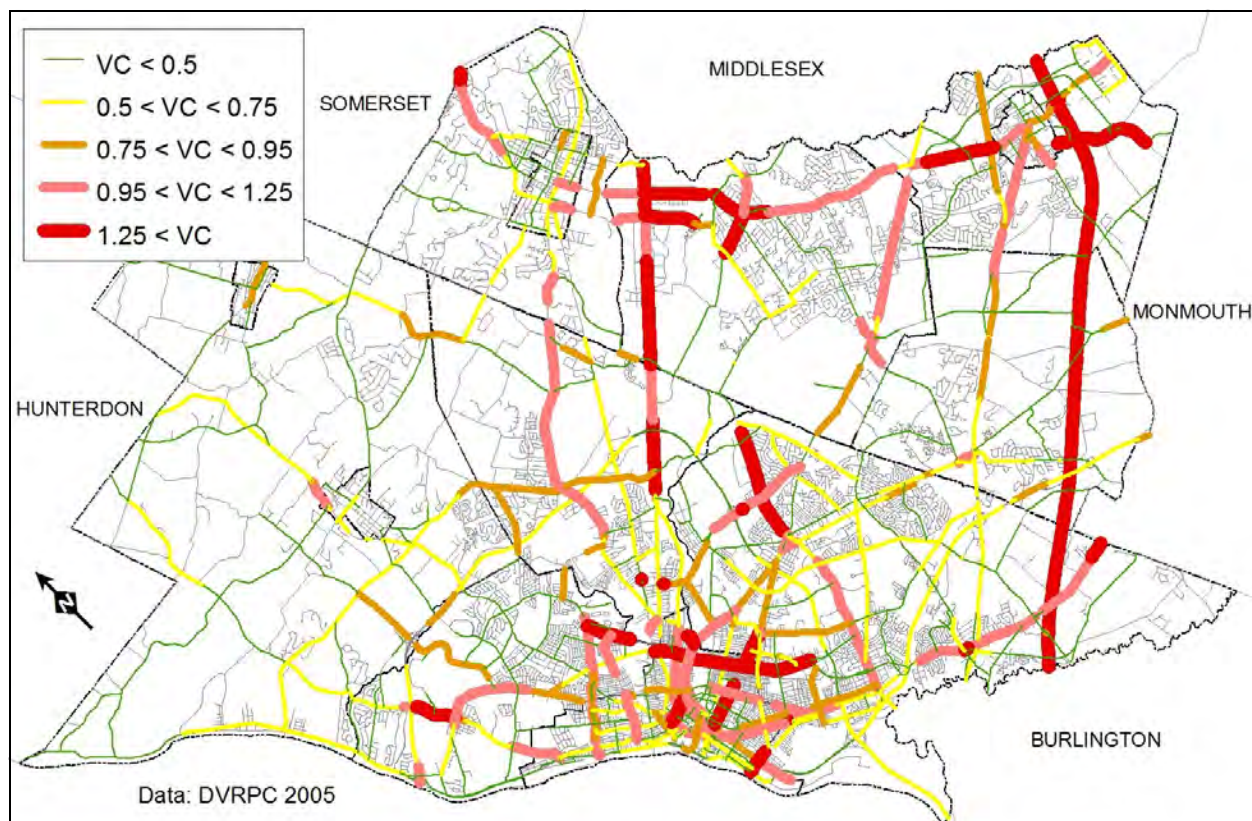 VC < 0.5
0.5 < VC < 0.75
0.75 < VC < 0.95
0.95 < VC < 1.25
1.25 < VC
SOMERSET
MIDDLESEX
MONMOUTH
HUNTERDON
N
BURLINGTON
Data: DVRPC 2005